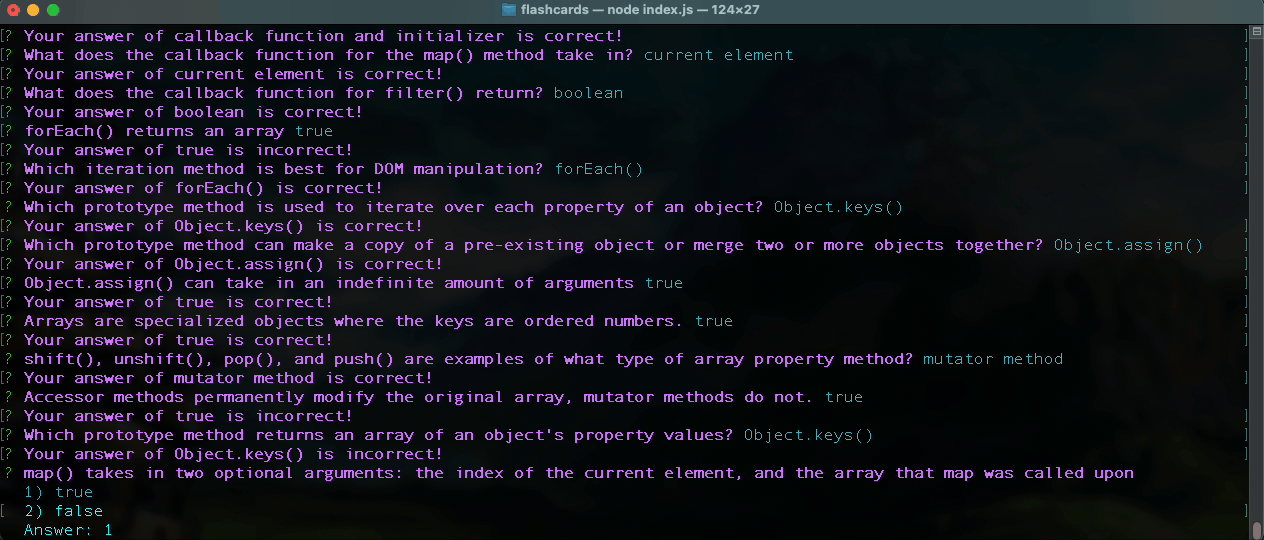 flashcards — node index.js — 124×27
[? Your answer of callback function and initializer is correct! ]
[? What does the callback function for the map() method take in? current element ]
[? Your answer of current element is correct! ]
[? What does the callback function for filter() return? boolean ]
[? Your answer of boolean is correct! ]
[? forEach() returns an array true ]
[? Your answer of true is incorrect! ]
[? Which iteration method is best for DOM manipulation? forEach() ]
[? Your answer of forEach() is correct! ]
? Which prototype method is used to iterate over each property of an object? Object.keys()
[? Your answer of Object.keys() is correct! ]
[? Which prototype method can make a copy of a pre-existing object or merge two or more objects together? Object.assign() ]
[? Your answer of Object.assign() is correct! ]
[? Object.assign() can take in an indefinite amount of arguments true ]
[? Your answer of true is correct! ]
[? Arrays are specialized objects where the keys are ordered numbers. true ]
[? Your answer of true is correct! ]
? shift(), unshift(), pop(), and push() are examples of what type of array property method? mutator method
[? Your answer of mutator method is correct! ]
? Accessor methods permanently modify the original array, mutator methods do not. true
[? Your answer of true is incorrect! ]
[? Which prototype method returns an array of an object's property values? Object.keys() ]
[? Your answer of Object.keys() is incorrect! ]
? map() takes in two optional arguments: the index of the current element, and the array that map was called upon
1) true
[ 2) false ]
Answer: 1